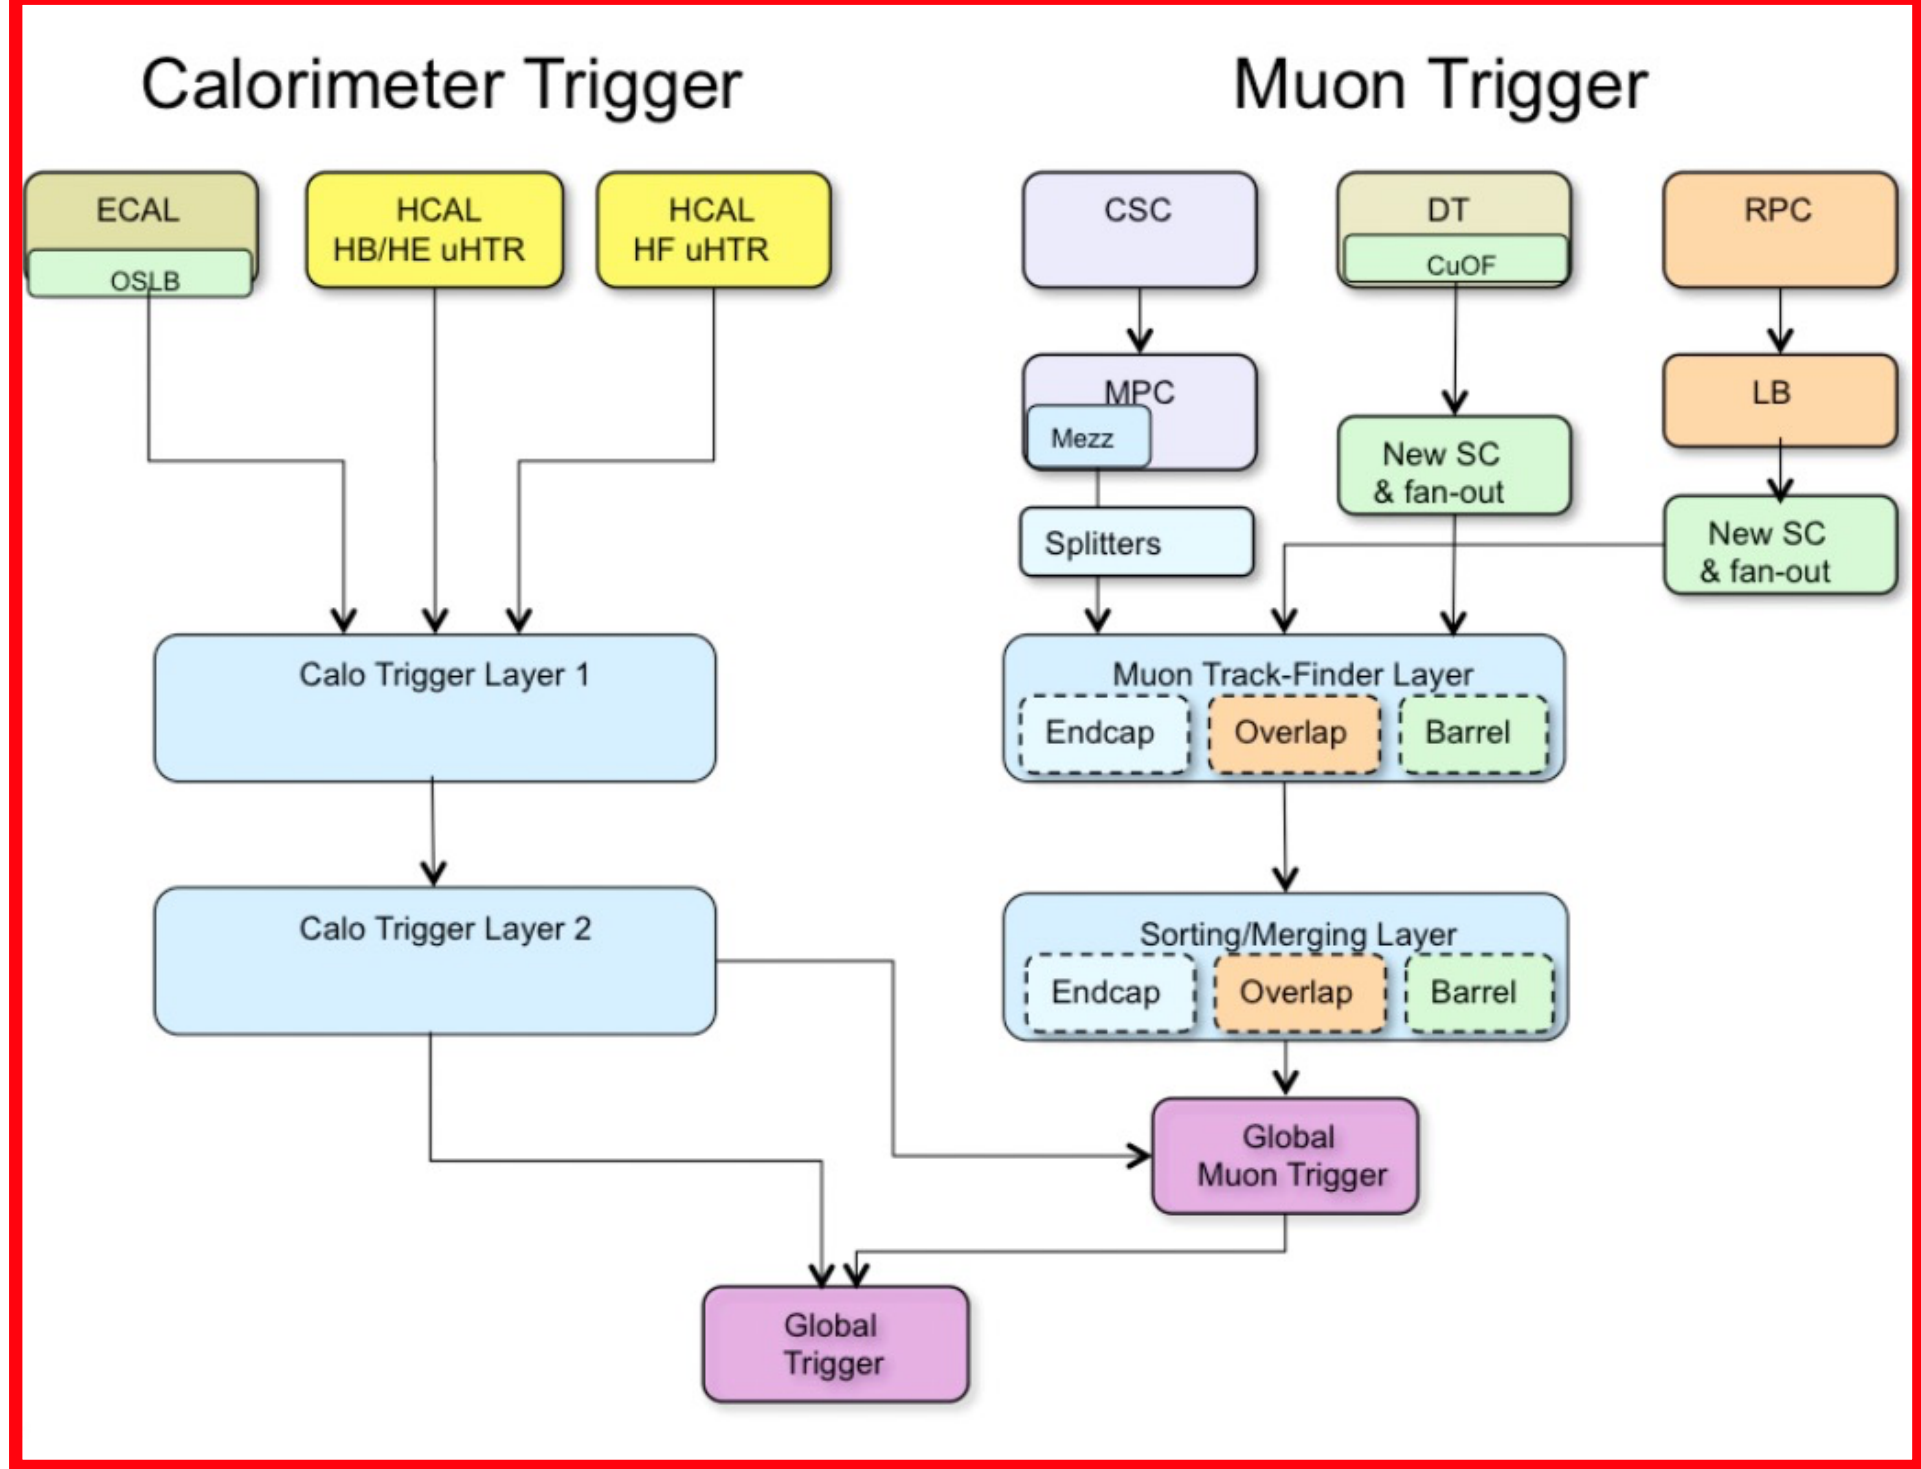 Calorimeter Trigger
Muon Trigger
ECAL
OSLB
HCAL
HB/HE uHTR
HCAL
HF uHTR
CSC
DT
CuOF
RPC
MPC
Mezz
LB
New SC
& fan-out
Splitters
New SC
& fan-out
Calo Trigger Layer 1
Muon Track-Finder Layer
Endcap
Overlap
Barrel
Calo Trigger Layer 2
Sorting/Merging Layer
Endcap
Overlap
Barrel
Global
Muon Trigger
Global
Trigger